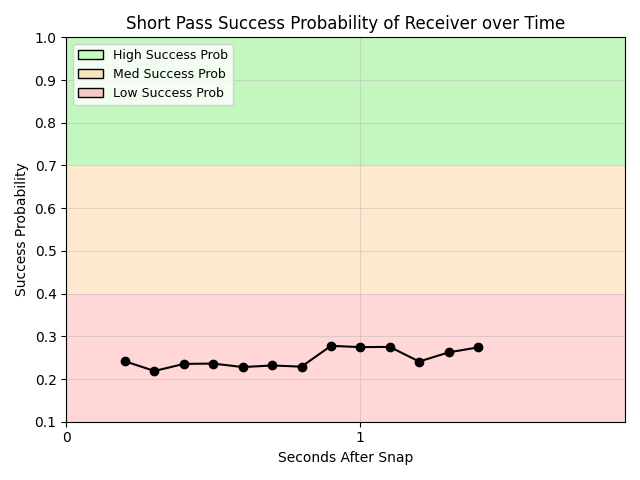 Short Pass Success Probability of Receiver over Time
1.0
High Success Prob
Med Success Prob
Low Success Prob
0.9
0.8
0.7
0.6
0.5
0.4
0.3
0.2
0.1
Success Probability
0 1
Seconds After Snap